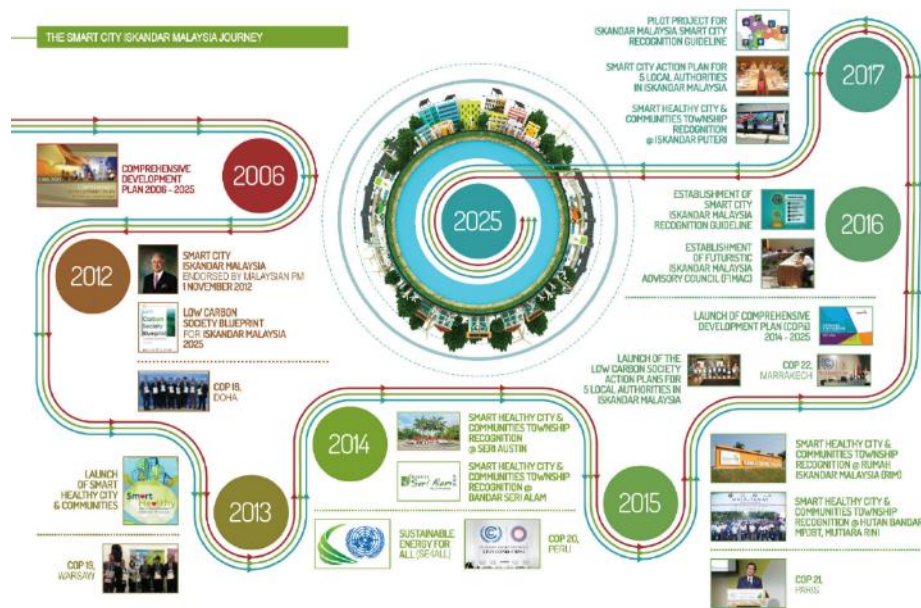 THE SMART CITY ISKANDAR MALAYSIA JOURNEY
2006
COMPREHENSIVE
DEVELOPMENT
PLAN 2006 - 2025
2012
SMART CITY
ISKANDAR MALAYSIA
ENDORSED BY MALAYSIAN PM
1 NOVEMBER 2012
Carbon
Society
Blueprint
LOW CARBON
SOCIETY BLUEPRINT
FOR ISKANDAR MALAYSIA
2025
COP 18,
DOHA
2013
LAUNCH
OF SMART
HEALTHY CITY
& COMMUNITIES
Smart
Healthy
COP 19,
WARSAW
2014
SMART HEALTHY CITY &
COMMUNITIES TOWNSHIP
RECOGNITION
@ SERI AUSTIN
Seri Alam
SMART HEALTHY CITY &
COMMUNITIES TOWNSHIP
RECOGNITION @
BANDAR SERI ALAM
SUSTAINABLE
ENERGY FOR
ALL (SE4ALL)
COP 20,
PERU
2015
SMART HEALTHY CITY &
COMMUNITIES TOWNSHIP
RECOGNITION @ RUMAH
ISKANDAR MALAYSIA (RIM)
SMART HEALTHY CITY &
COMMUNITIES TOWNSHIP
RECOGNITION @ HUTAN BANDAR
MPJBT, MUTIARA RINI
COP 21,
PARIS
2016
ESTABLISHMENT OF
SMART CITY
ISKANDAR MALAYSIA
RECOGNITION GUIDELINE
ESTABLISHMENT
OF FUTURISTIC
ISKANDAR MALAYSIA
ADVISORY COUNCIL (FIMAC)
LAUNCH OF COMPREHENSIVE
DEVELOPMENT PLAN (CDPii)
2014 - 2025
LAUNCH OF THE
LOW CARBON SOCIETY
ACTION PLANS FOR
5 LOCAL AUTHORITIES IN
ISKANDAR MALAYSIA
COP 22,
MARRAKECH
2017
PILOT PROJECT FOR
ISKANDAR MALAYSIA SMART CITY
RECOGNITION GUIDELINE
SMART CITY ACTION PLAN FOR
5 LOCAL AUTHORITIES
IN ISKANDAR MALAYSIA
SMART HEALTHY CITY &
COMMUNITIES TOWNSHIP
RECOGNITION
@ ISKANDAR PUTERI
2025